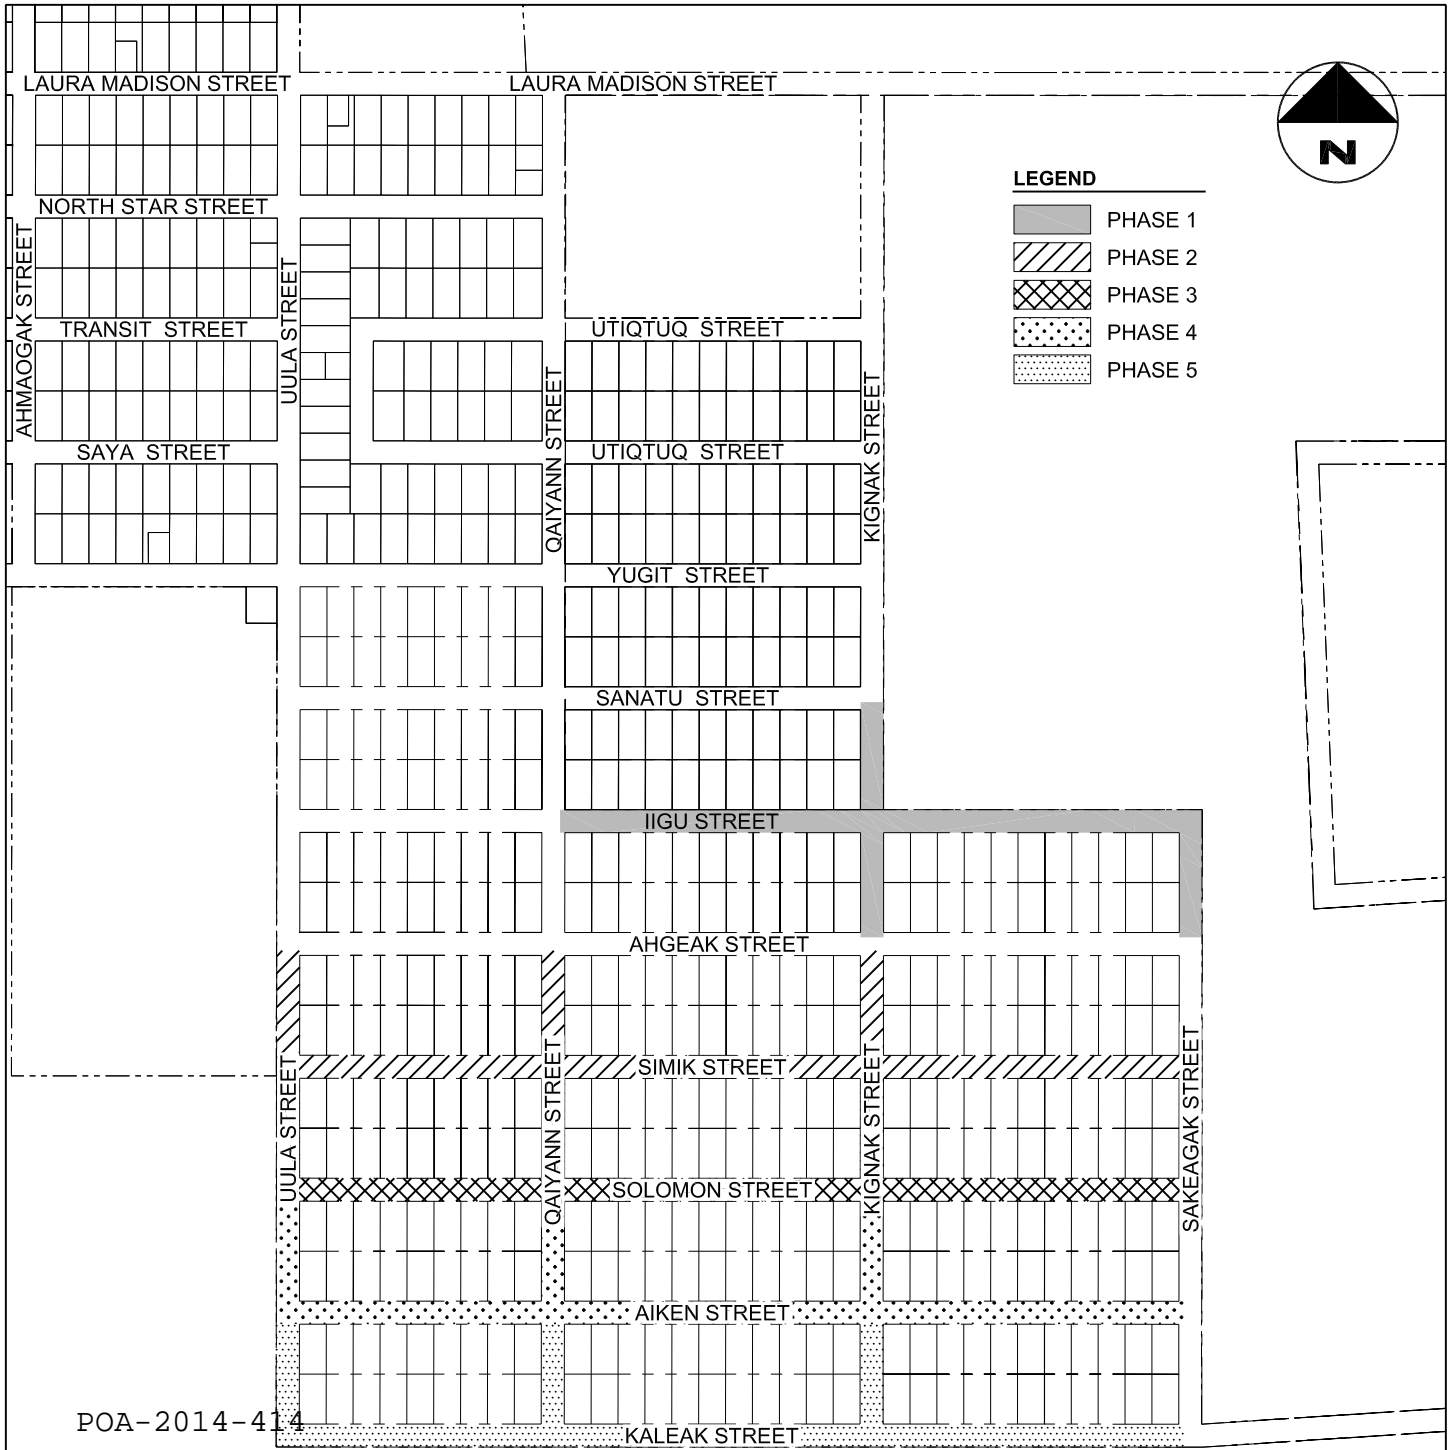 LAURA MADISON STREET
LAURA MADISON STREET
N
LEGEND
PHASE 1
PHASE 2
PHASE 3
PHASE 4
PHASE 5
NORTH STAR STREET
AHMAOGAK STREET
UULA STREET
TRANSIT STREET
UTIQTUQ STREET
QAIYANN STREET
KIGNAK STREET
SAYA STREET
UTIQTUQ STREET
YUGIT STREET
SANATU STREET
IIGU STREET
AHGEAK STREET
SIMIK STREET
UULA STREET
QAIYANN STREET
KIGNAK STREET
SAKEAGAK STREET
SOLOMON STREET
AIKEN STREET
POA-2014-414
KALEAK STREET